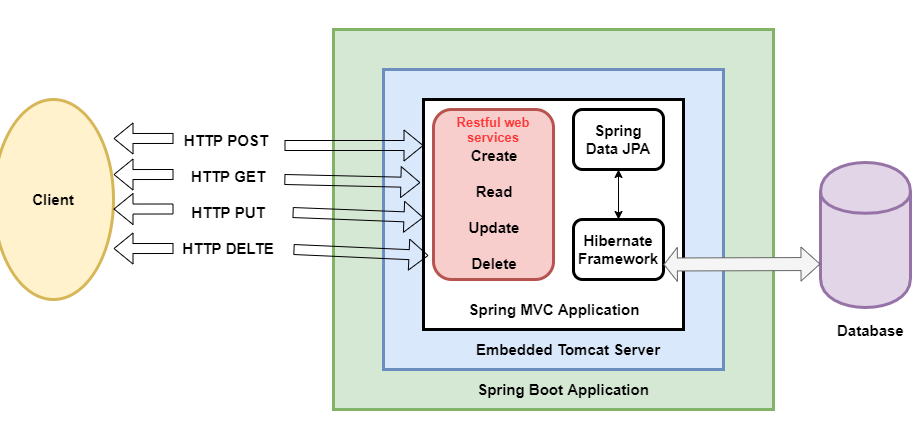 Restful web
services
Create
Read
Update
Delete
Spring
Data JPA
Hibernate
Framework
HTTP POST
HTTP GET
HTTP PUT
HTTP DELTE
Client
Spring MVC Application
Embedded Tomcat Server
Spring Boot Application
Database